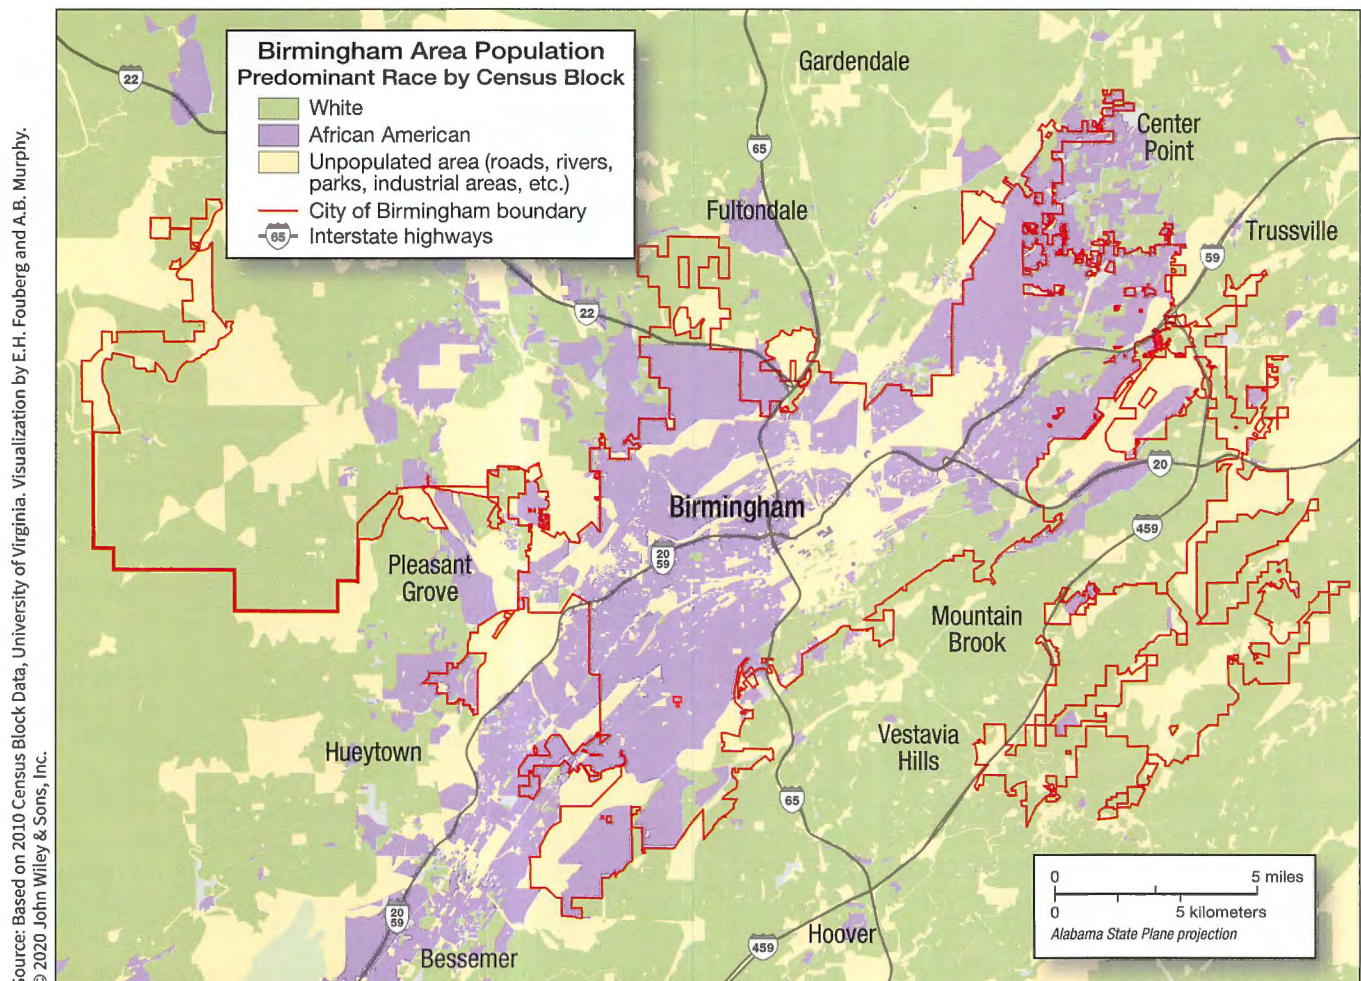 Birmingham Area Population
Predominant Race by Census Block
White
African American
Unpopulated area (roads, rivers,
parks, industrial areas, etc.)
City of Birmingham boundary
65 Interstate highways
22
Gardendale
65
Center
Point
Fultondale
Trussville
59
22
Birmingham
20
20
59
459
Pleasant
Grove
Mountain
Brook
Hueytown
Vestavia
Hills
65
20
59
Bessemer
459
Hoover
0 5 miles
0 5 kilometers
Alabama State Plane projection
Source: Based on 2010 Census Block Data, University of Virginia. Visualization by E.H. Fouberg and A.B. Murphy.
© 2020 John Wiley & Sons, Inc.